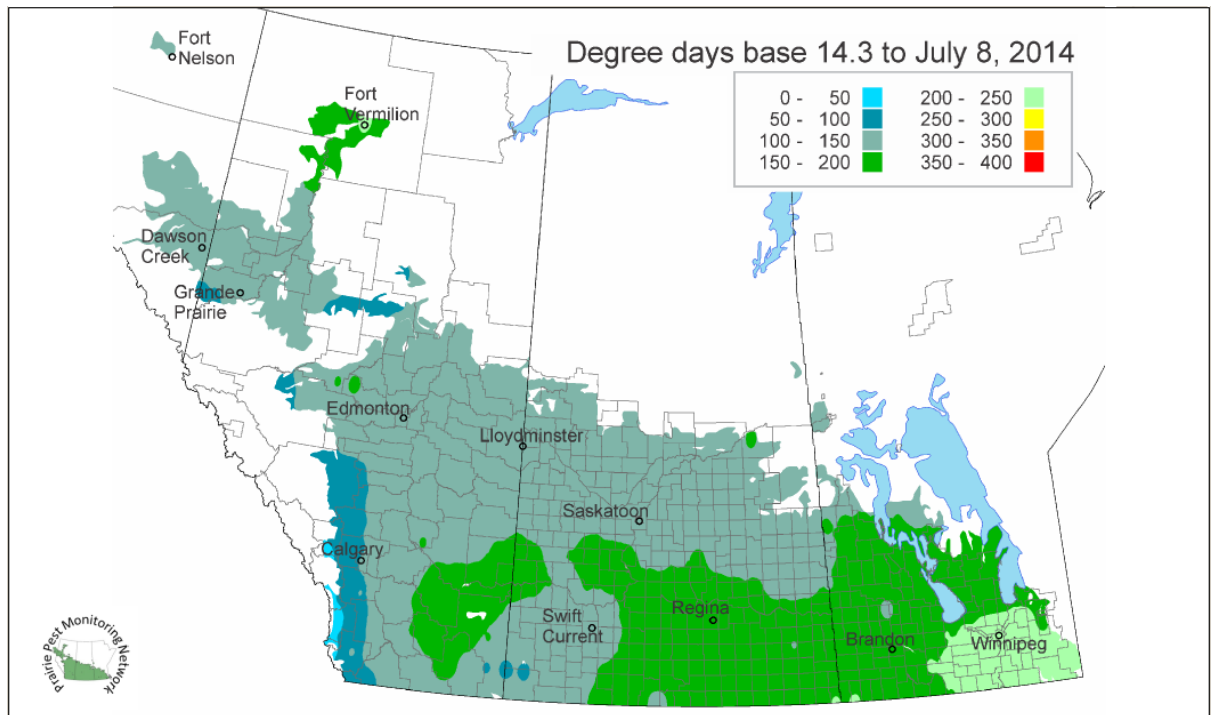 Degree days base 14.3 to July 8, 2014
0 - 50
50 - 100
100 - 150
150 - 200
200 - 250
250 - 300
300 - 350
350 - 400
Fort
Nelson
Fort
Vermilion
Dawson
Creek
Grande
Prairie
Edmonton
Lloydminster
Saskatoon
Calgary
Swift
Current
Regina
Brandon
Winnipeg
Prairie Pest Monitoring Network